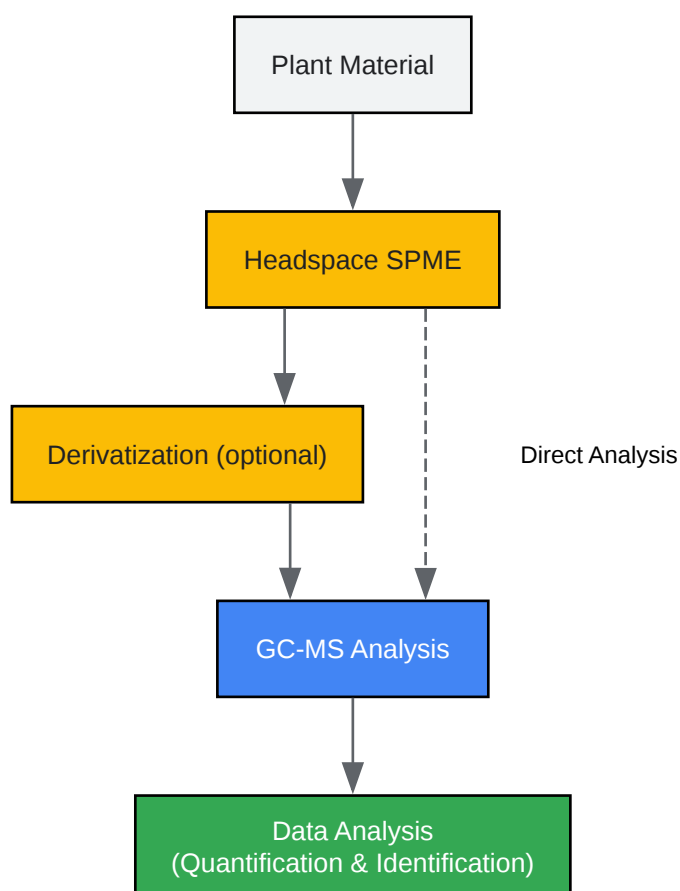 Plant Material
Headspace SPME
Derivatization (optional)
Direct Analysis
GC-MS Analysis
Data Analysis
(Quantification & Identification)